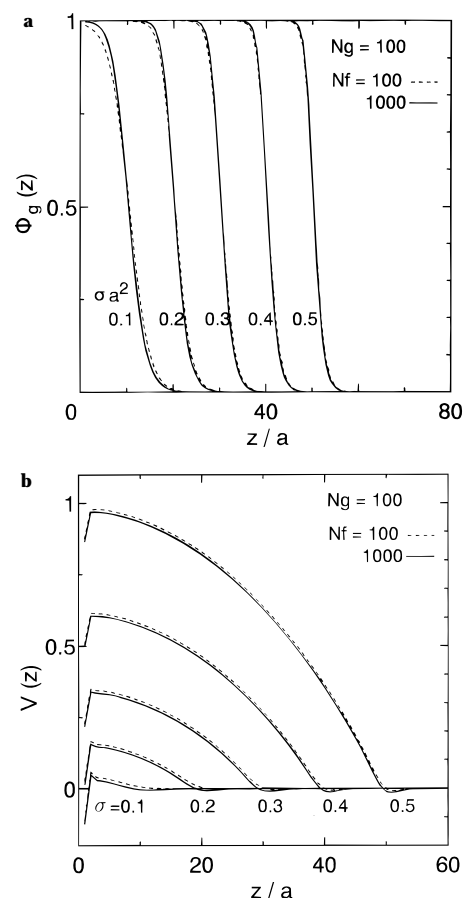 a
1
Ng = 100
Nf = 100
1000
Φg (z)
0.5
σa²
0.1 0.2 0.3 0.4 0.5
0
0 40 80
z / a
b
1
Ng = 100
Nf = 100
1000
V (z)
0.5
0
σ =0.1 0.2 0.3 0.4 0.5
0 20 40 60
z / a